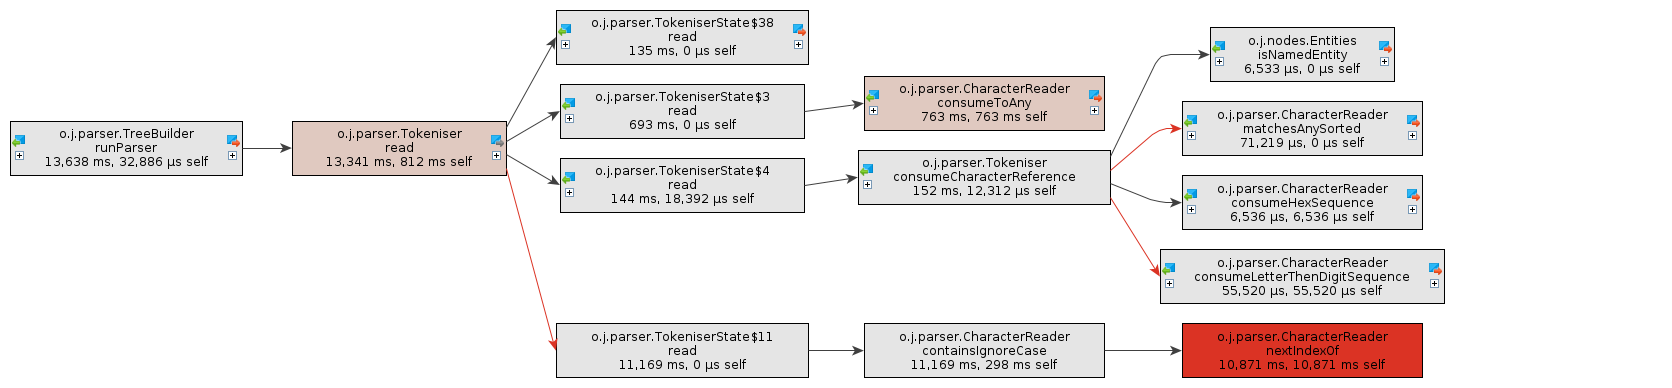 o.j.parser.TreeBuilder
runParser
13,638 ms, 32,886 µs self
o.j.parser.Tokeniser
read
13,341 ms, 812 ms self
o.j.parser.TokeniserState$38
read
135 ms, 0 µs self
o.j.parser.TokeniserState$3
read
693 ms, 0 µs self
o.j.parser.TokeniserState$4
read
144 ms, 18,392 µs self
o.j.parser.TokeniserState$11
read
11,169 ms, 0 µs self
o.j.parser.CharacterReader
consumeToAny
763 ms, 763 ms self
o.j.parser.Tokeniser
consumeCharacterReference
152 ms, 12,312 µs self
o.j.parser.CharacterReader
containsIgnoreCase
11,169 ms, 298 ms self
o.j.nodes.Entities
isNamedEntity
6,533 µs, 0 µs self
o.j.parser.CharacterReader
matchesAnySorted
71,219 µs, 0 µs self
o.j.parser.CharacterReader
consumeHexSequence
6,536 µs, 6,536 µs self
o.j.parser.CharacterReader
consumeLetterThenDigitSequence
55,520 µs, 55,520 µs self
o.j.parser.CharacterReader
nextIndexOf
10,871 ms, 10,871 ms self